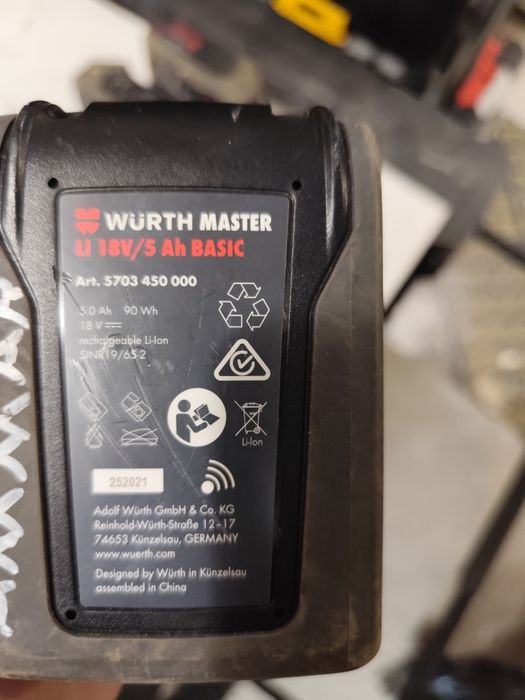 WÜRTH MASTER
LI 18V/5 Ah BASIC
Art. 5703 450 000
5.0 Ah 90 Wh
18 V ⎓
rechargeable Li-Ion
5INR19/65-2
Li-Ion
252021
Adolf Würth GmbH & Co. KG
Reinhold-Würth-Straße 12–17
74653 Künzelsau, GERMANY
www.wuerth.com
Designed by Würth in Künzelsau
assembled in China